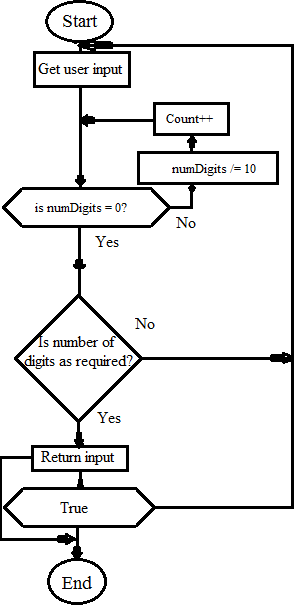 Start
Get user input
Count++
numDigits /= 10
is numDigits = 0?
No
Yes
No
Is number of
digits as required?
Yes
Return input
True
End